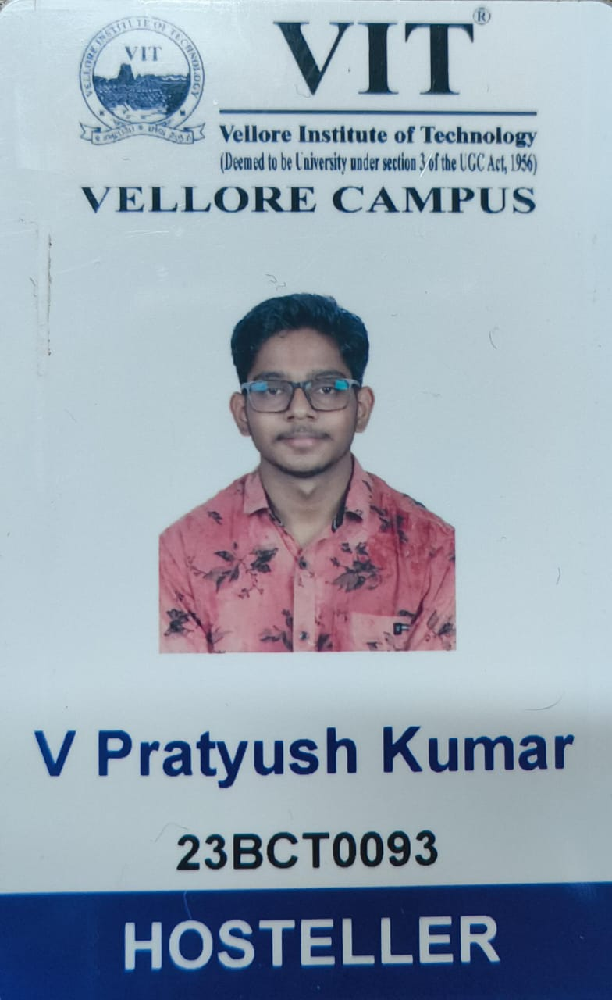 VELLORE INSTITUTE OF TECHNOLOGY
VIT
VIT®
Vellore Institute of Technology
(Deemed to be University under section 3 of the UGC Act, 1956)
VELLORE CAMPUS
V Pratyush Kumar
23BCT0093
HOSTELLER